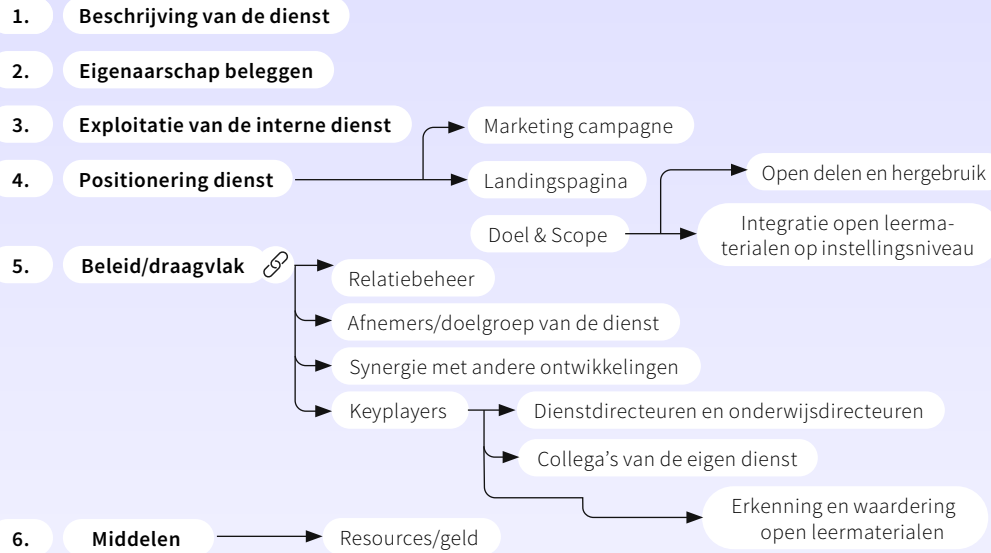 1. Beschrijving van de dienst
2. Eigenaarschap beleggen
3. Exploitatie van de interne dienst
Marketing campagne
4. Positionering dienst
Landingspagina
Open delen en hergebruik
Doel & Scope
Integratie open leerma-
terialen op instellingsniveau
5. Beleid/draagvlak
Relatiebeheer
Afnemers/doelgroep van de dienst
Synergie met andere ontwikkelingen
Keyplayers
Dienstdirecteuren en onderwijsdirecteuren
Collega’s van de eigen dienst
Erkenning en waardering
open leermaterialen
6. Middelen
Resources/geld